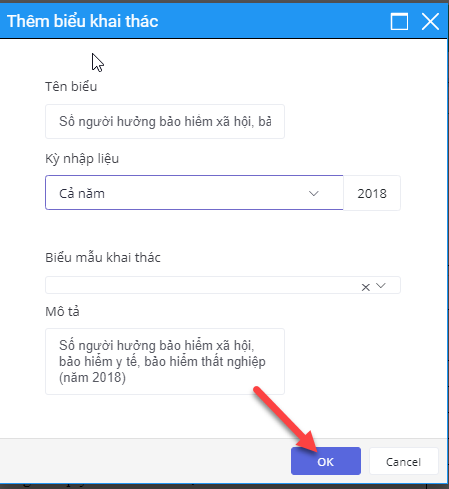 Thêm biểu khai thác
Tên biểu
Số người hưởng bảo hiểm xã hội, bả
Kỳ nhập liệu
Cả năm
2018
Biểu mẫu khai thác
Mô tả
Số người hưởng bảo hiểm xã hội,
bảo hiểm y tế, bảo hiểm thất nghiệp
(năm 2018)
OK
Cancel